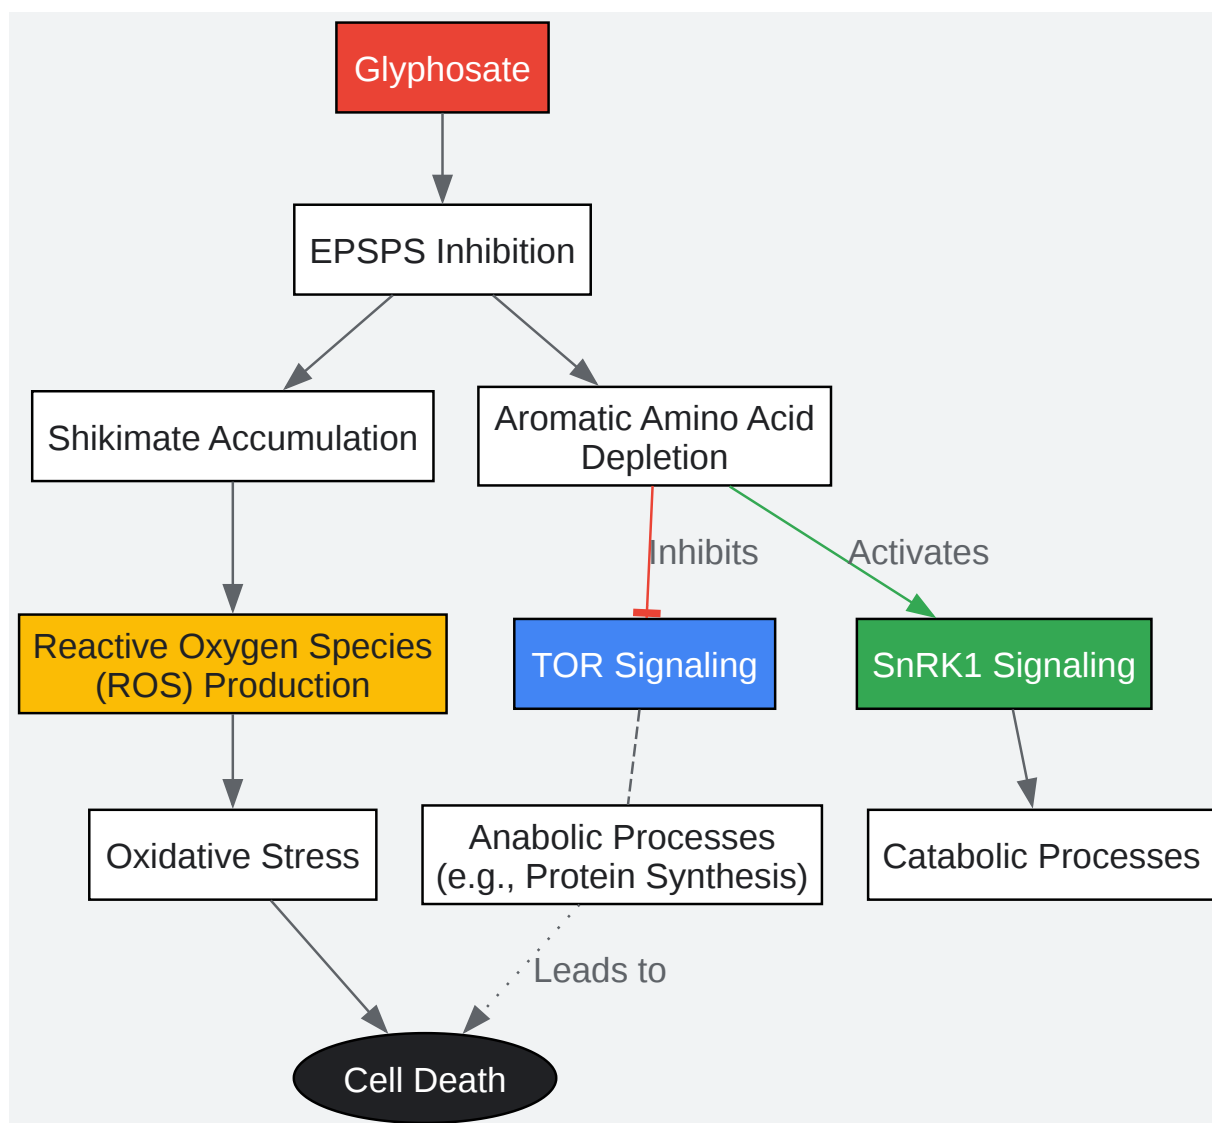 Glyphosate
EPSPS Inhibition
Shikimate Accumulation
Aromatic Amino Acid
Depletion
Inhibits
Activates
Reactive Oxygen Species
(ROS) Production
TOR Signaling
SnRK1 Signaling
Oxidative Stress
Anabolic Processes
(e.g., Protein Synthesis)
Catabolic Processes
Leads to
Cell Death